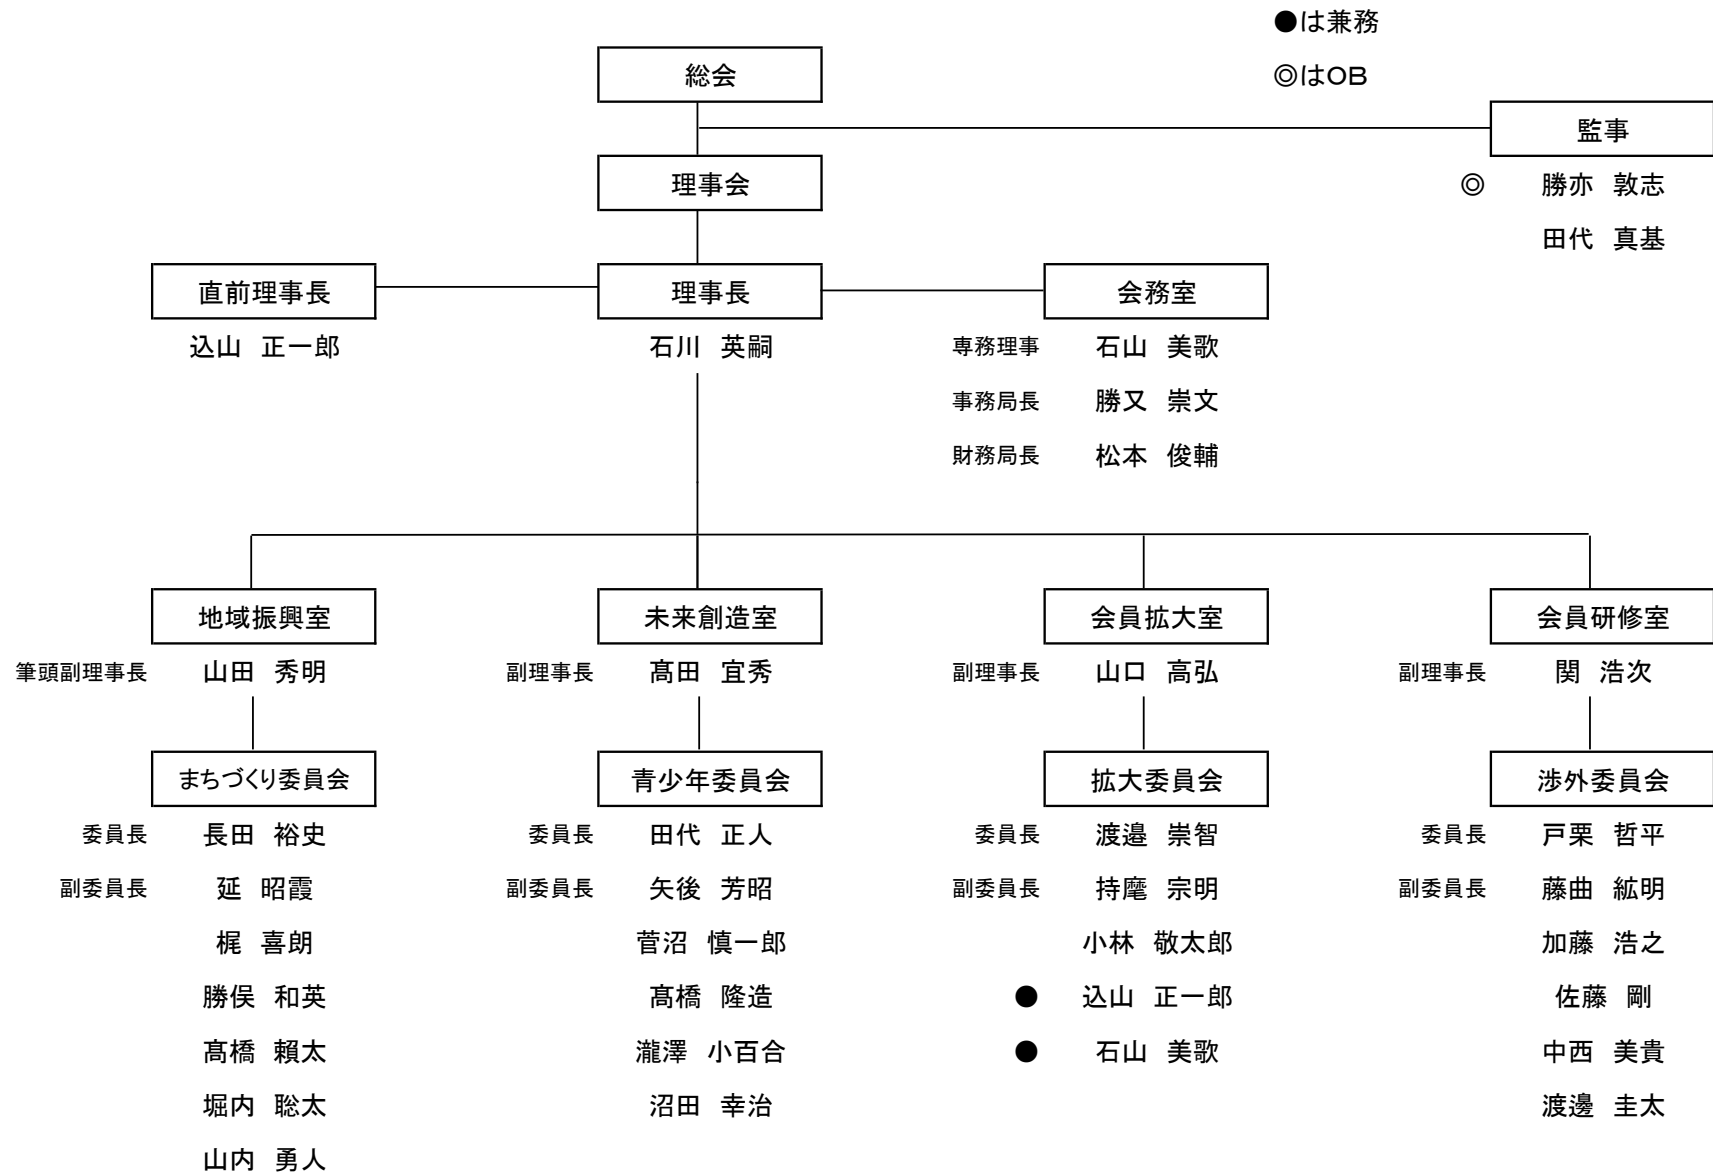 ●は兼務
総会
◎はOB
監事
理事会
◎ 勝亦 敦志
田代 真基
直前理事長 理事長 会務室
込山 正一郎 石川 英嗣 専務理事 石山 美歌
事務局長 勝又 崇文
財務局長 松本 俊輔
地域振興室 未来創造室 会員拡大室 会員研修室
筆頭副理事長 山田 秀明 副理事長 髙田 宜秀 副理事長 山口 高弘 副理事長 関 浩次
まちづくり委員会 青少年委員会 拡大委員会 渉外委員会
委員長 長田 裕史 委員長 田代 正人 委員長 渡邉 崇智 委員長 戸栗 哲平
副委員長 延 昭霞 副委員長 矢後 芳昭 副委員長 持麾 宗明 副委員長 藤曲 紘明
梶 喜朗 菅沼 慎一郎 小林 敬太郎 加藤 浩之
勝俣 和英 髙橋 隆造 ● 込山 正一郎 佐藤 剛
髙橋 賴太 瀧澤 小百合 ● 石山 美歌 中西 美貴
堀内 聡太 沼田 幸治 渡邊 圭太
山内 勇人